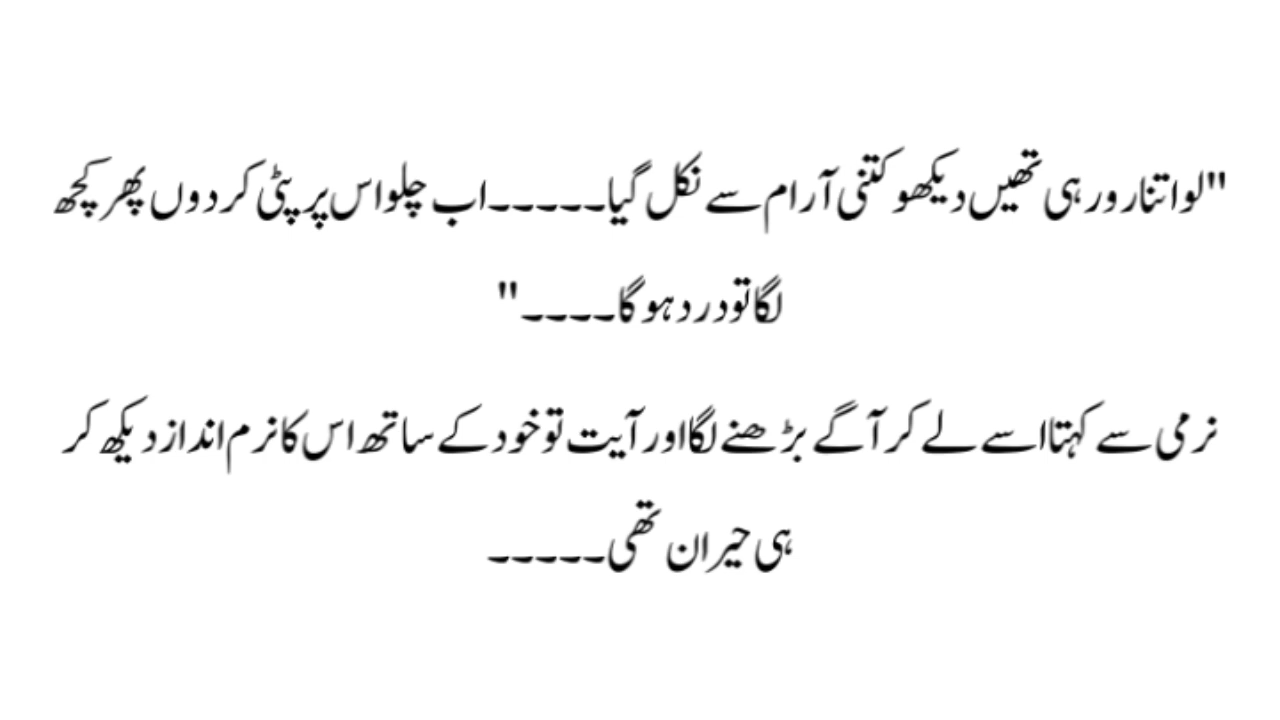 "لو اتنا رو رہی تھیں دیکھو کتنی آرام سے نکل گیا۔۔۔۔۔اب چلو اس پر پٹی کر دوں پھر کچھ
لگا تو درد ہو گا۔۔۔۔"
نرمی سے کہتا اسے لے کر آگے بڑھنے لگا اور آیت تو خود کے ساتھ اس کا نرم انداز دیکھ کر
ہی حیران تھی۔۔۔۔۔